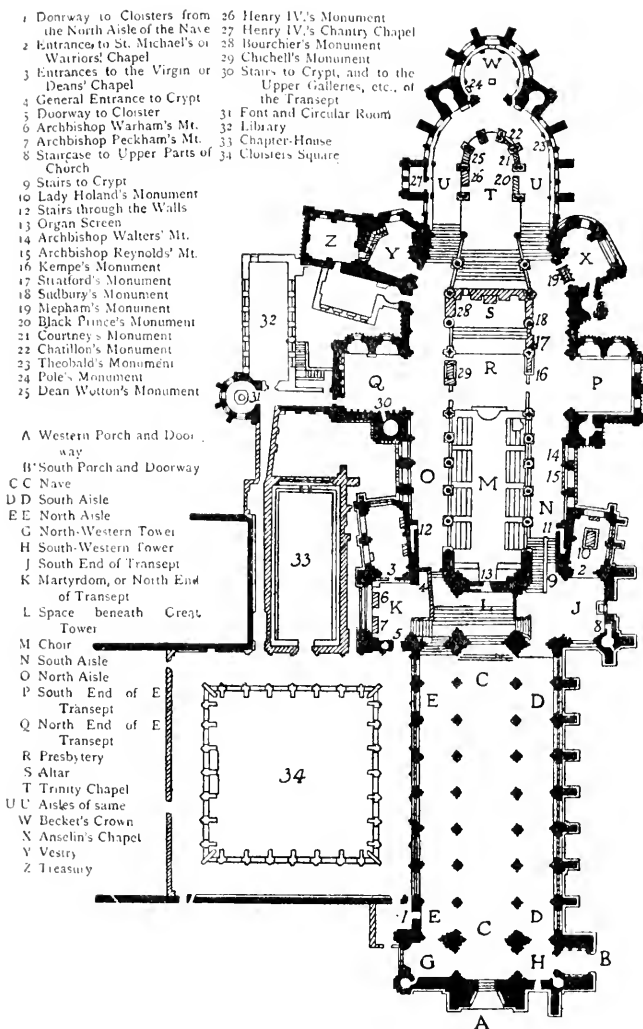 1 Doorway to Cloisters from
the North Aisle of the Nave
2 Entrances to St. Michael's or
Warriors' Chapel
3 Entrances to the Virgin or
Deans' Chapel
4 General Entrance to Crypt
5 Doorway to Cloister
6 Archbishop Warham's Mt.
7 Archbishop Peckham's Mt.
8 Staircase to Upper Parts of
Church
9 Stairs to Crypt
10 Lady Holand's Monument
12 Stairs through the Walls
13 Organ Screen
14 Archbishop Walters' Mt.
15 Archbishop Reynolds' Mt.
16 Kempe's Monument
17 Stratford's Monument
18 Sudbury's Monument
19 Mepham's Monument
20 Black Prince's Monument
21 Courtney's Monument
22 Chatillon's Monument
23 Theobald's Monument
24 Pole's Monument
25 Dean Wotton's Monument
26 Henry IV.'s Monument
27 Henry IV.'s Chantry Chapel
28 Bourchier's Monument
29 Chichell's Monument
30 Stairs to Crypt, and to the
Upper Galleries, etc., of
the Transept
31 Font and Circular Room
32 Library
33 Chapter-House
34 Cloisters Square
A Western Porch and Door
way
B South Porch and Doorway
C C Nave
D D South Aisle
E E North Aisle
G North-Western Tower
H South-Western Tower
J South End of Transept
K Martyrdom, or North End
of Transept
L Space beneath Great
Tower
M Choir
N South Aisle
O North Aisle
P South End of E
Transept
Q North End of E
Transept
R Presbytery
S Altar
T Trinity Chapel
U U Aisles of same
W Becket's Crown
X Anselin's Chapel
Y Vestry
Z Treasury
W
24
22
23
25
21
27
U
26
T
20
U
Z
Y
X
19
32
28
S
18
17
29
R
16
Q
P
31
30
14
O
M
15
33
N
12
11
10
3
13
9
2
4
K
6
L
J
7
5
8
C
E
D
34
1
E
D
C
G
H
B
A